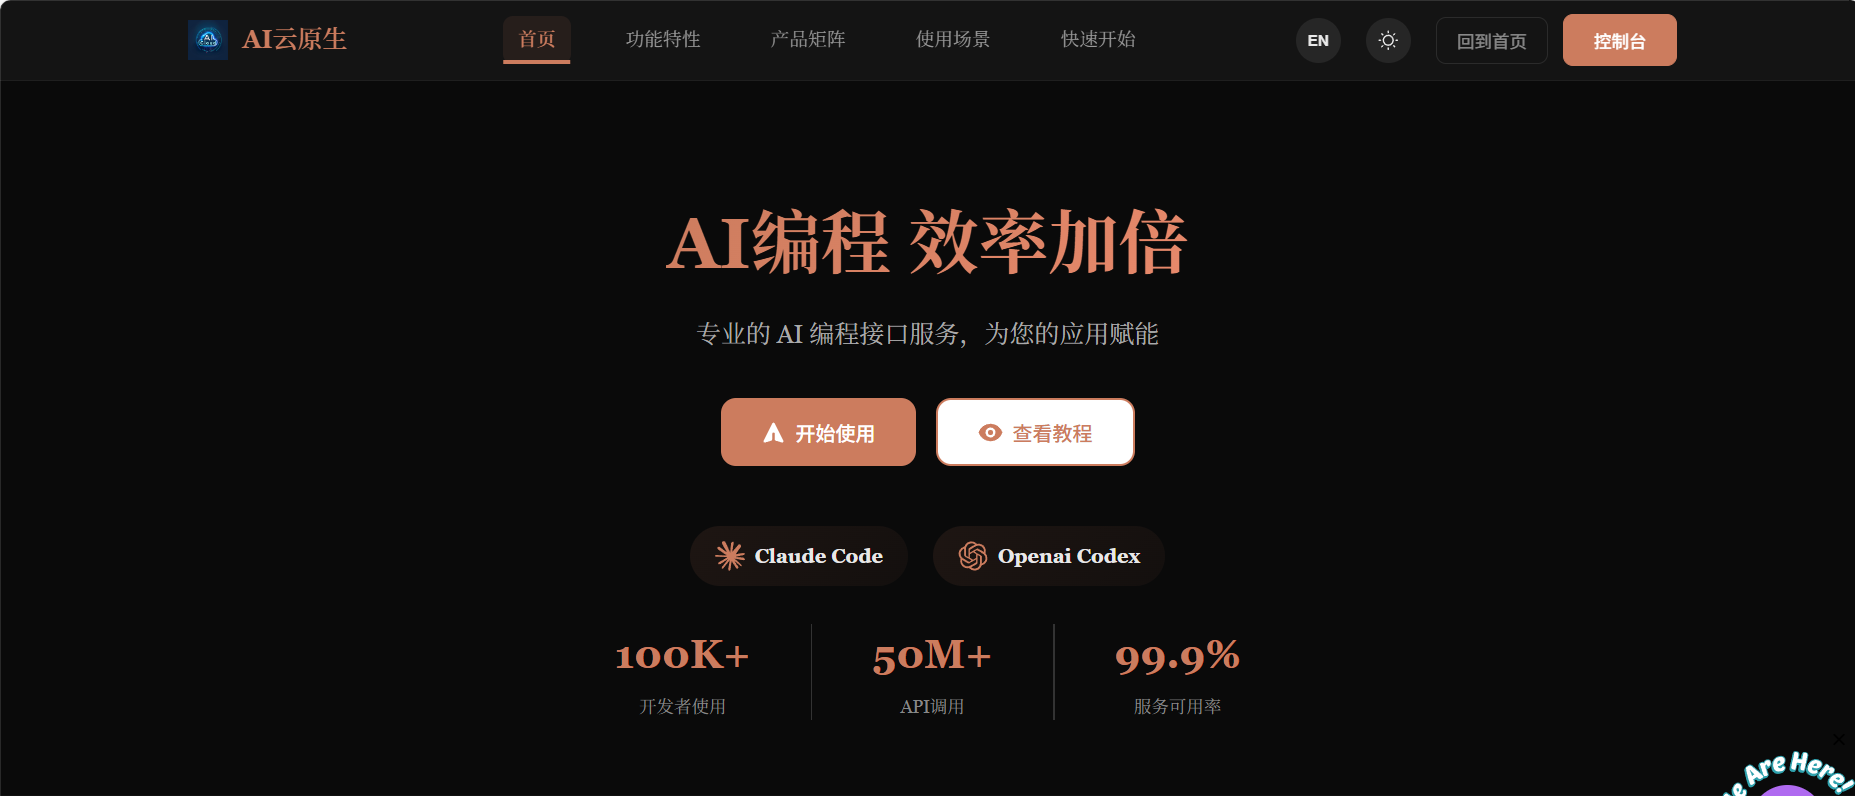 AI云原生
首页
功能特性
产品矩阵
使用场景
快速开始
EN
回到首页
控制台
AI编程 效率加倍
专业的 AI 编程接口服务，为您的应用赋能
开始使用
查看教程
Claude Code
Openai Codex
100K+
开发者使用
50M+
API调用
99.9%
服务可用率
Are Here!